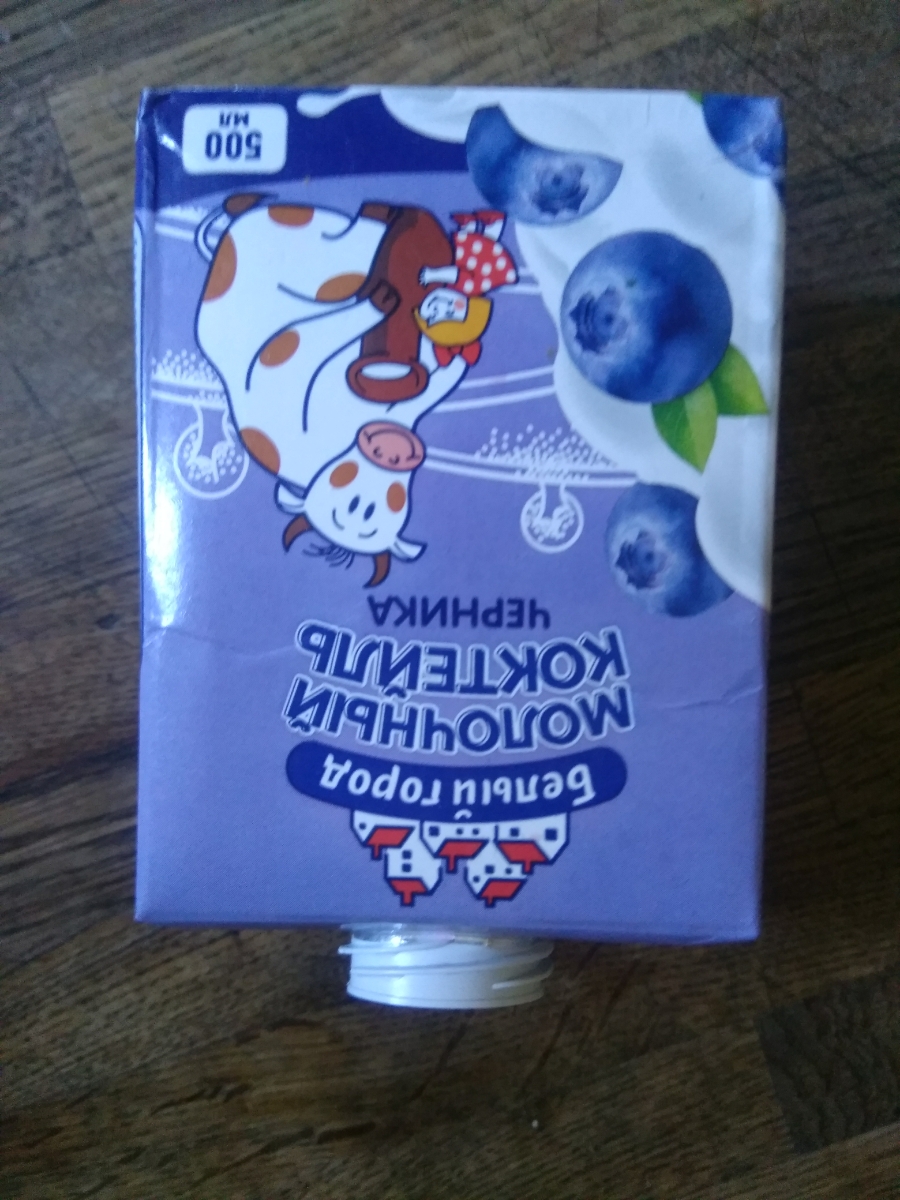 Белый город
МОЛОЧНЫЙ
КОКТЕЙЛЬ
ЧЕРНИКА
500
МЛ